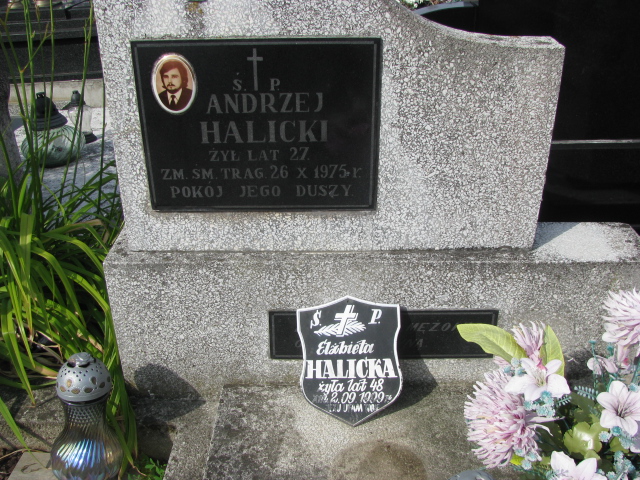 Ś. P.
ANDRZEJ
HALICKI
ŻYŁ LAT 27
ZM. ŚM. TRAG. 26 X 1975 r.
POKÓJ JEGO DUSZY.
Ś. P.
Elżbieta
HALICKA
żyła lat 48